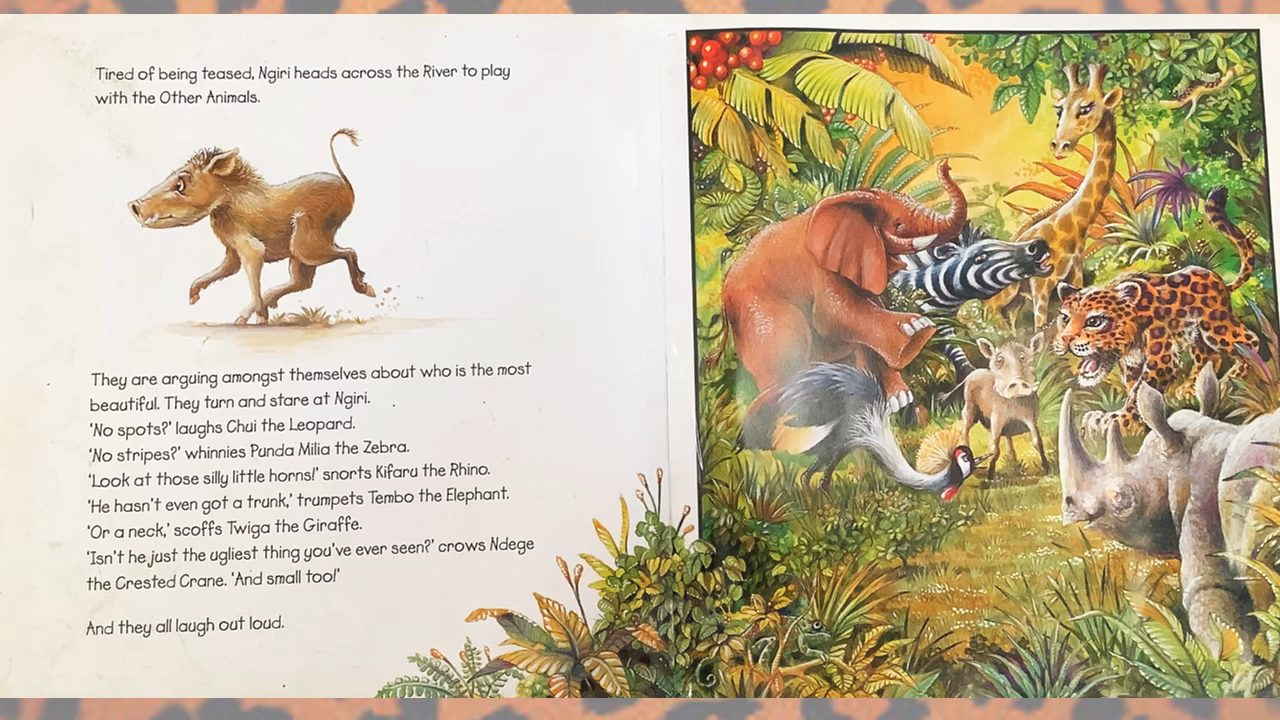 Tired of being teased, Ngiri heads across the River to play
with the Other Animals.
They are arguing amongst themselves about who is the most
beautiful. They turn and stare at Ngiri.
‘No spots?’ laughs Chui the Leopard.
‘No stripes?’ whinnies Punda Milia the Zebra.
‘Look at those silly little horns!’ snorts Kifaru the Rhino.
‘He hasn’t even got a trunk,’ trumpets Tembo the Elephant.
‘Or a neck,’ scoffs Twiga the Giraffe.
‘Isn’t he just the ugliest thing you’ve ever seen?’ crows Ndege
the Crested Crane. ‘And small too!’
And they all laugh out loud.